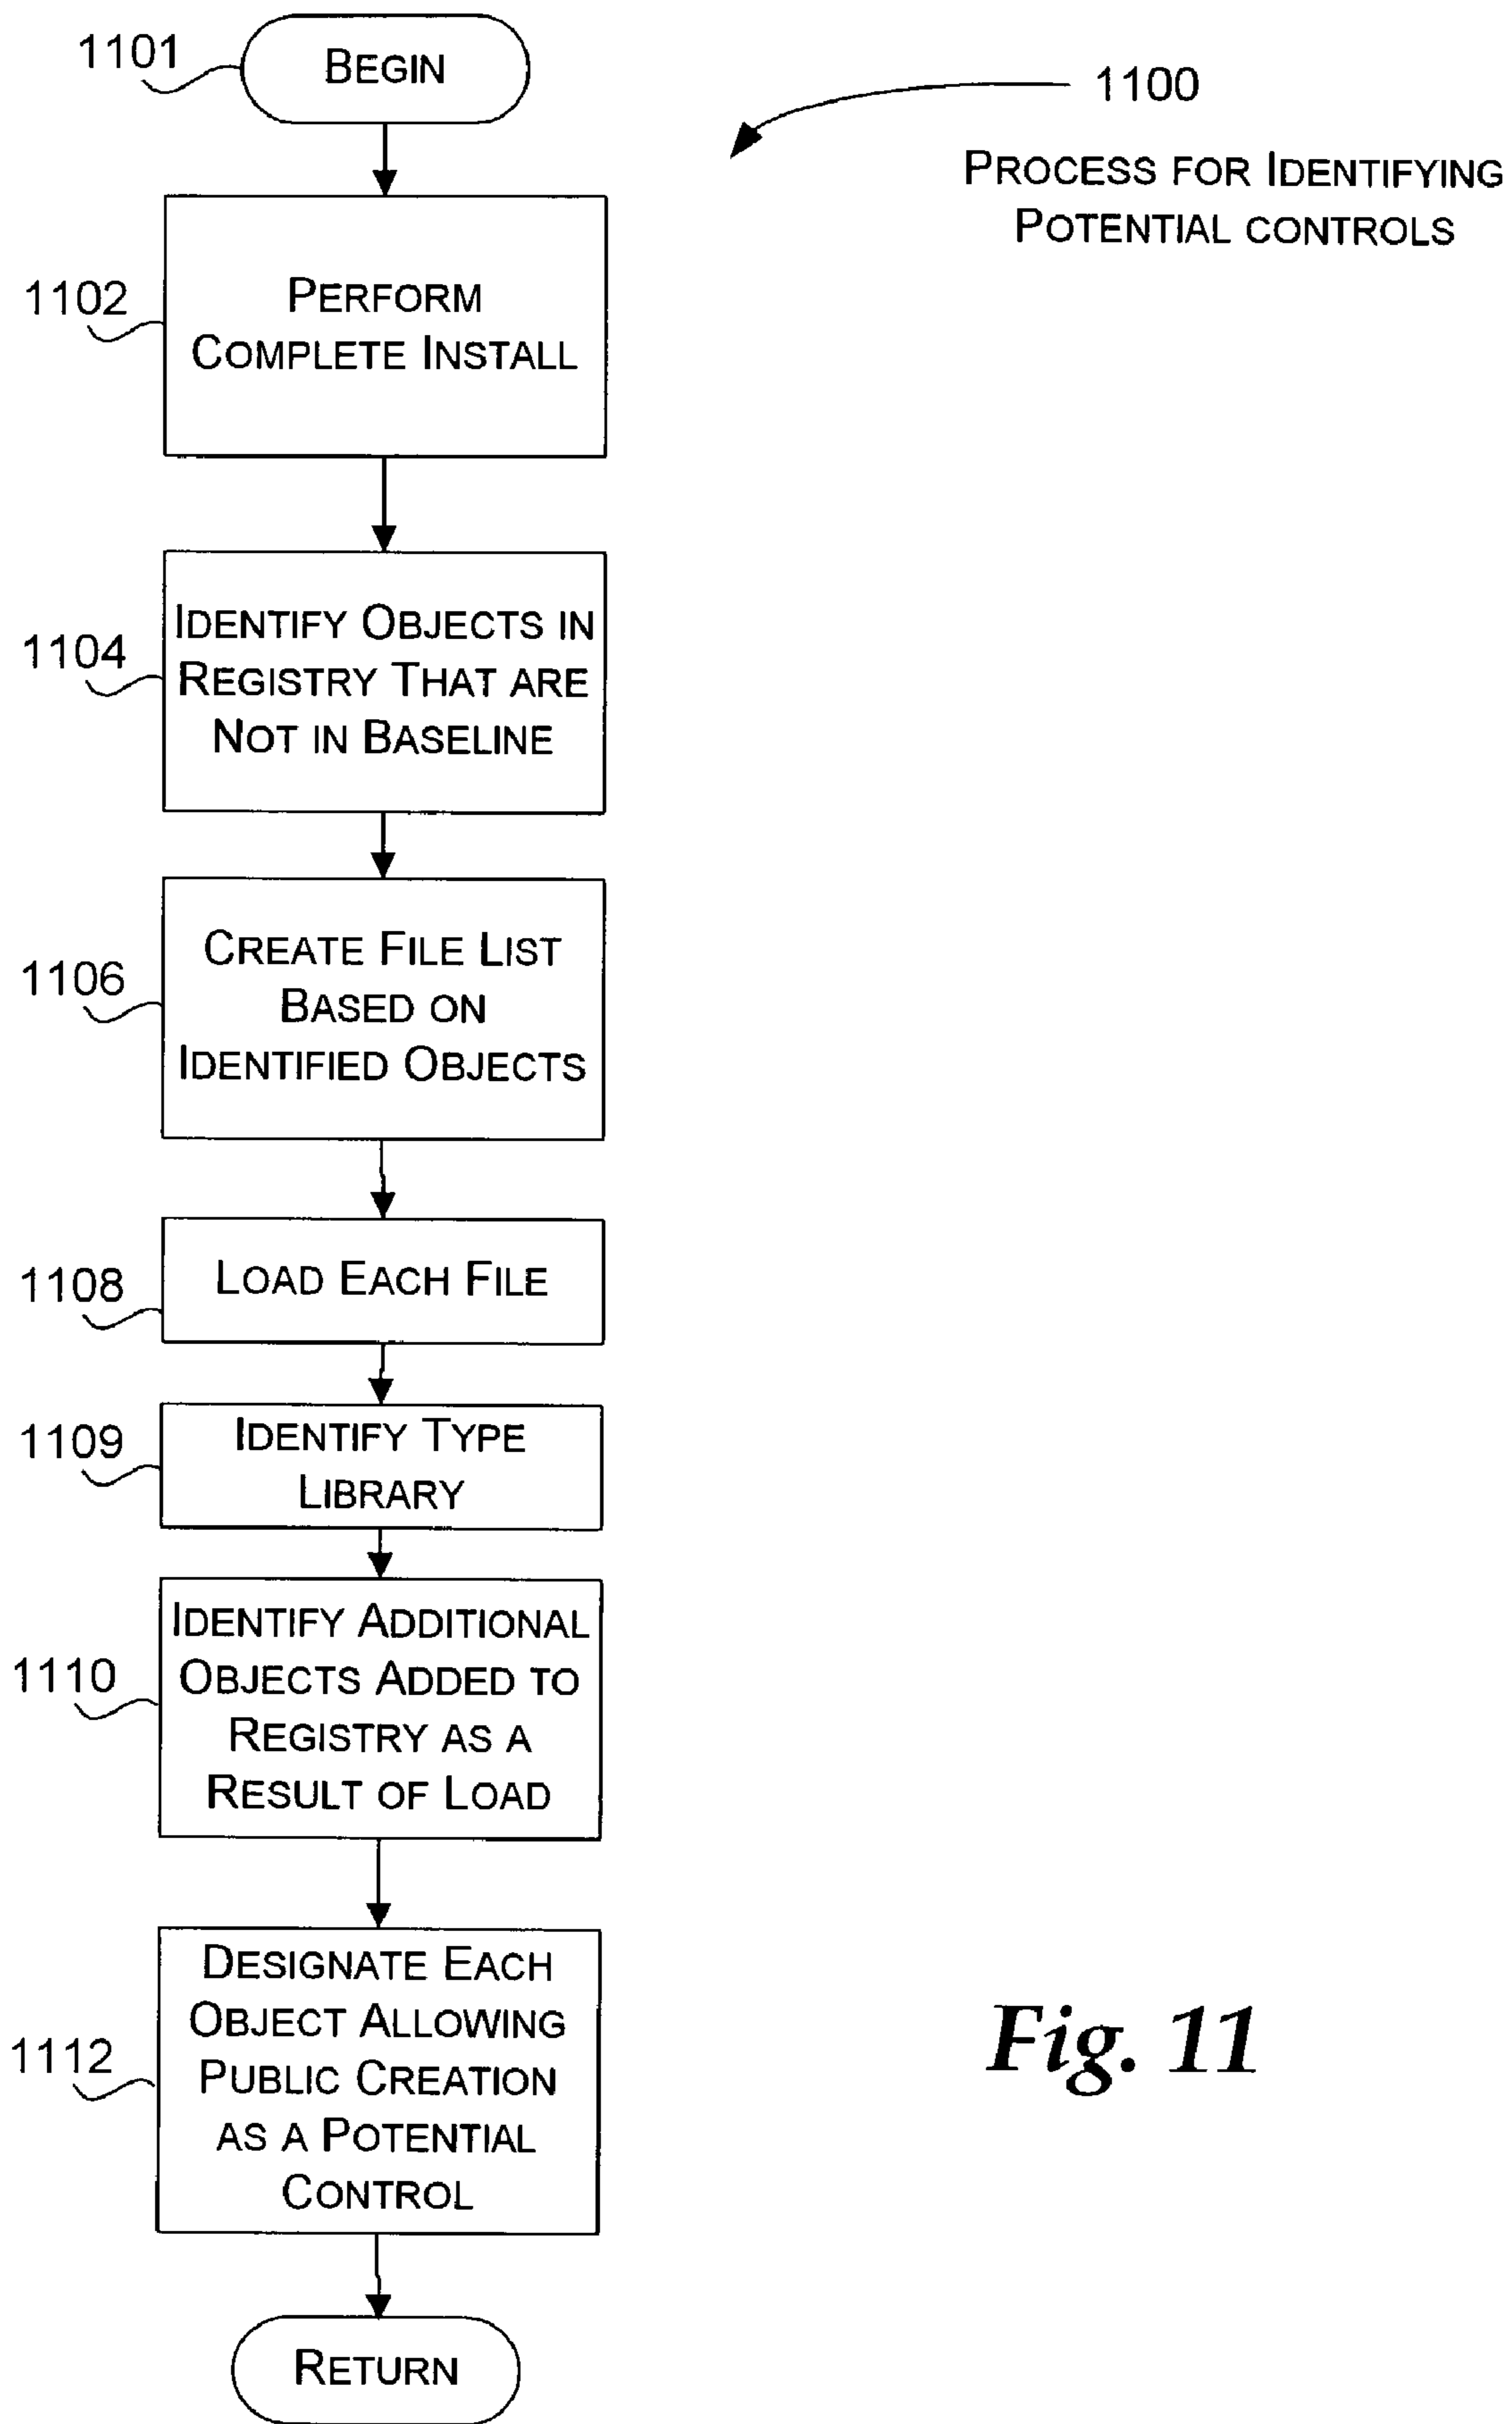 1101
BEGIN
1100
PROCESS FOR IDENTIFYING
POTENTIAL CONTROLS
1102
PERFORM
COMPLETE INSTALL
1104
IDENTIFY OBJECTS IN
REGISTRY THAT ARE
NOT IN BASELINE
1106
CREATE FILE LIST
BASED ON
IDENTIFIED OBJECTS
1108
LOAD EACH FILE
1109
IDENTIFY TYPE
LIBRARY
1110
IDENTIFY ADDITIONAL
OBJECTS ADDED TO
REGISTRY AS A
RESULT OF LOAD
1112
DESIGNATE EACH
OBJECT ALLOWING
PUBLIC CREATION
AS A POTENTIAL
CONTROL
Fig. 11
RETURN